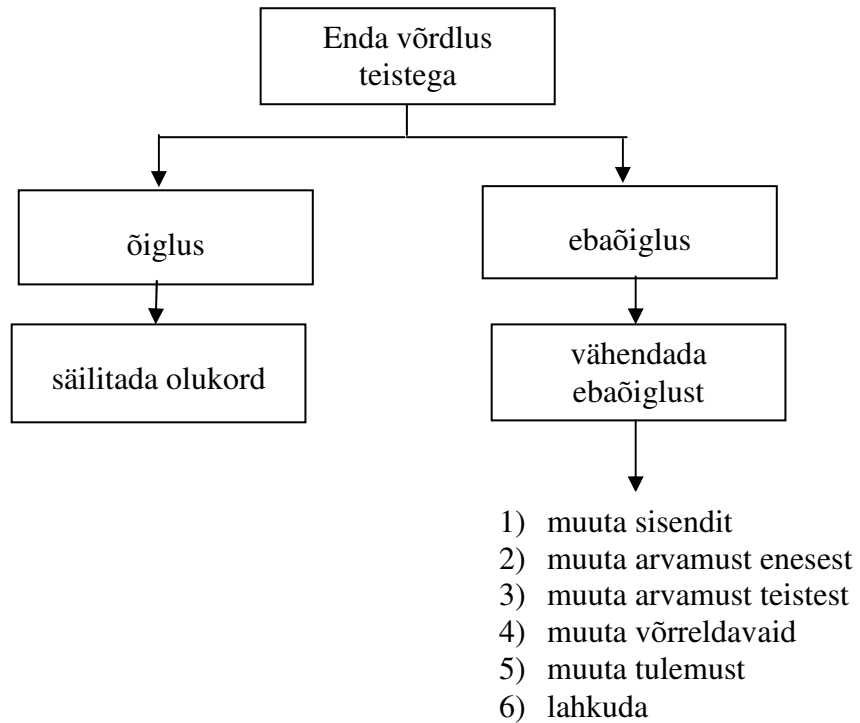 Enda võrdlus
teistega
õiglus
ebaõiglus
säilitada olukord
vähendada
ebaõiglust
1) muuta sisendit
2) muuta arvamust enesest
3) muuta arvamust teistest
4) muuta võrreldavaid
5) muuta tulemust
6) lahkuda